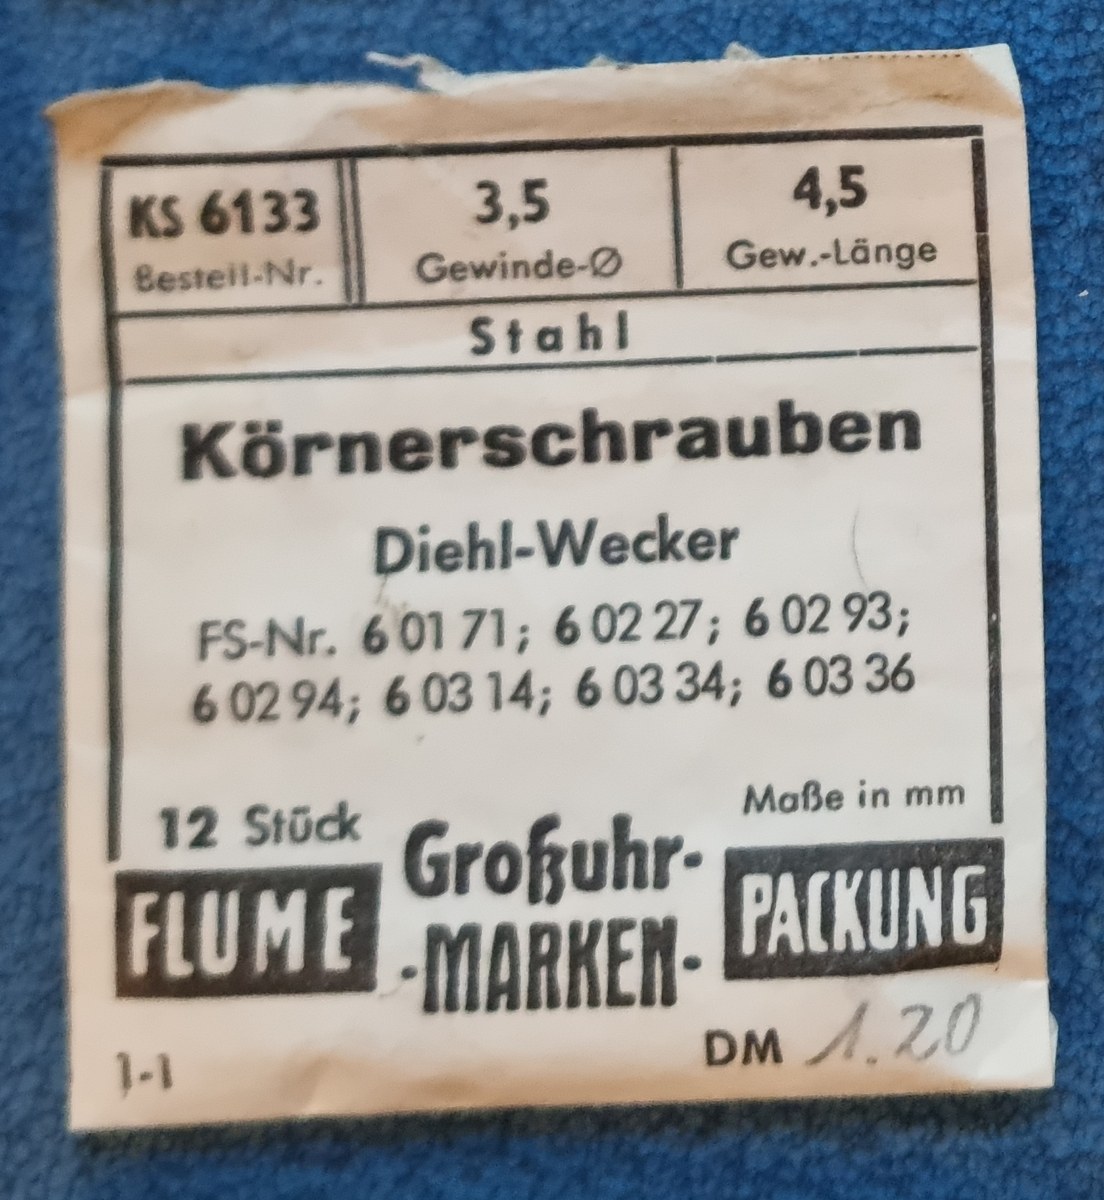 KS 6133 3,5 4,5
Bestell-Nr. Gewinde-Ø Gew.-Länge
Stahl
Körnerschrauben
Diehl-Wecker
FS-Nr. 6 01 71; 6 02 27; 6 02 93;
6 02 94; 6 03 14; 6 03 34; 6 03 36
12 Stück Maße in mm
FLUME Großuhr- PACKUNG
-MARKEN-
DM 1.20
1-1